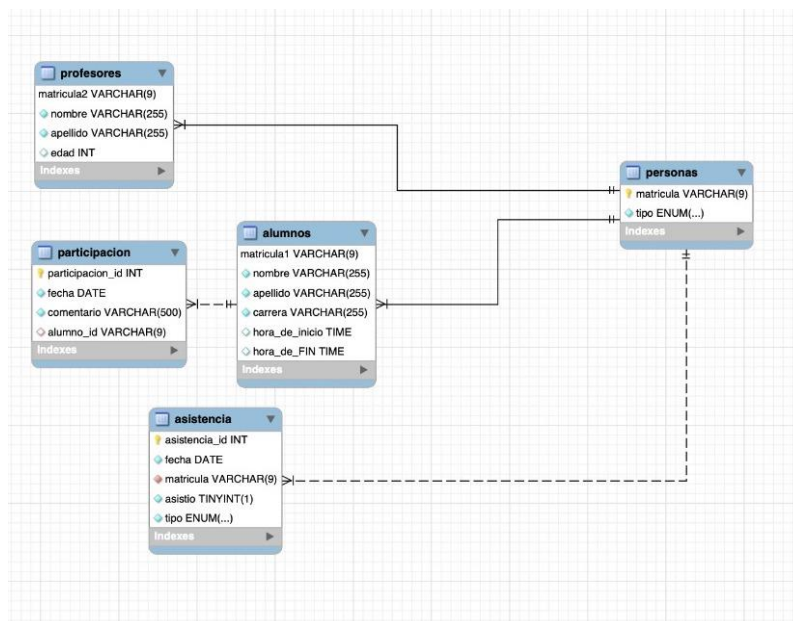 profesores
matricula2 VARCHAR(9)
nombre VARCHAR(255)
apellido VARCHAR(255)
edad INT
Indexes
personas
matricula VARCHAR(9)
tipo ENUM(...)
Indexes
alumnos
matricula1 VARCHAR(9)
nombre VARCHAR(255)
apellido VARCHAR(255)
carrera VARCHAR(255)
hora_de_inicio TIME
hora_de_FIN TIME
Indexes
participacion
participacion_id INT
fecha DATE
comentario VARCHAR(500)
alumno_id VARCHAR(9)
Indexes
asistencia
asistencia_id INT
fecha DATE
matricula VARCHAR(9)
asistio TINYINT(1)
tipo ENUM(...)
Indexes